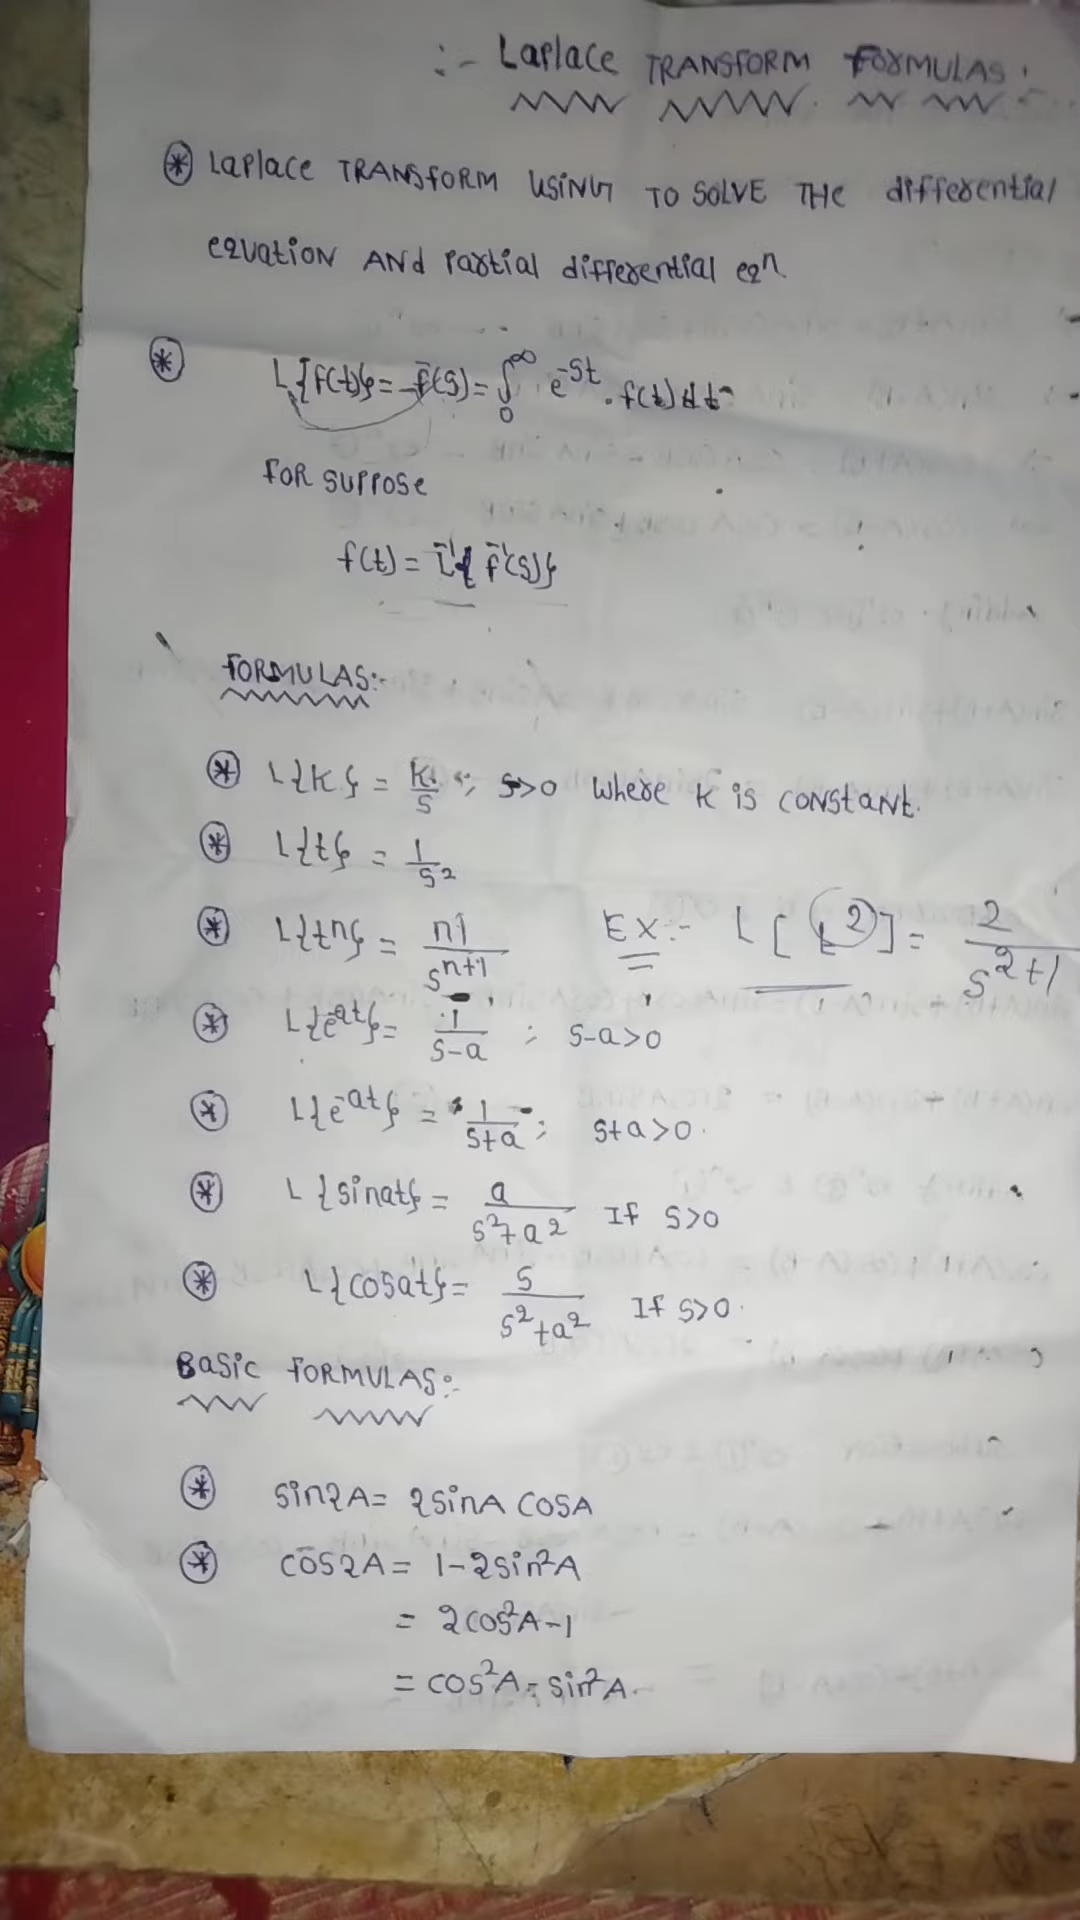 :- Laplace TRANSFORM FORMULAS :
* Laplace TRANSFORM USING TO SOLVE THE differential
equation AND Partial differential eqn.
* L{f(t)} = f̄(s) = ∫₀^∞ e^-st . f(t) dt
FOR SUPPOSE
f(t) = L⁻¹{ f̄(s)}
FORMULAS:-
* L{K} = K/s ; s>0 where K is CONSTANT.
* L{t} = 1/s²
* L{tⁿ} = n!/s^n+1 EX:- L[t²] = 2/s^2+1
* L{e^at} = 1/s-a ; s-a>0
* L{e^-at} = 1/s+a ; s+a>0.
* L{sinat} = a/s²+a² If s>0
* L{cosat} = s/s²+a² If s>0.
BASIC FORMULAS:-
* sin2A = 2sinA COSA
* cos2A = 1-2sin²A
= 2cos²A-1
= cos²A-sin²A.